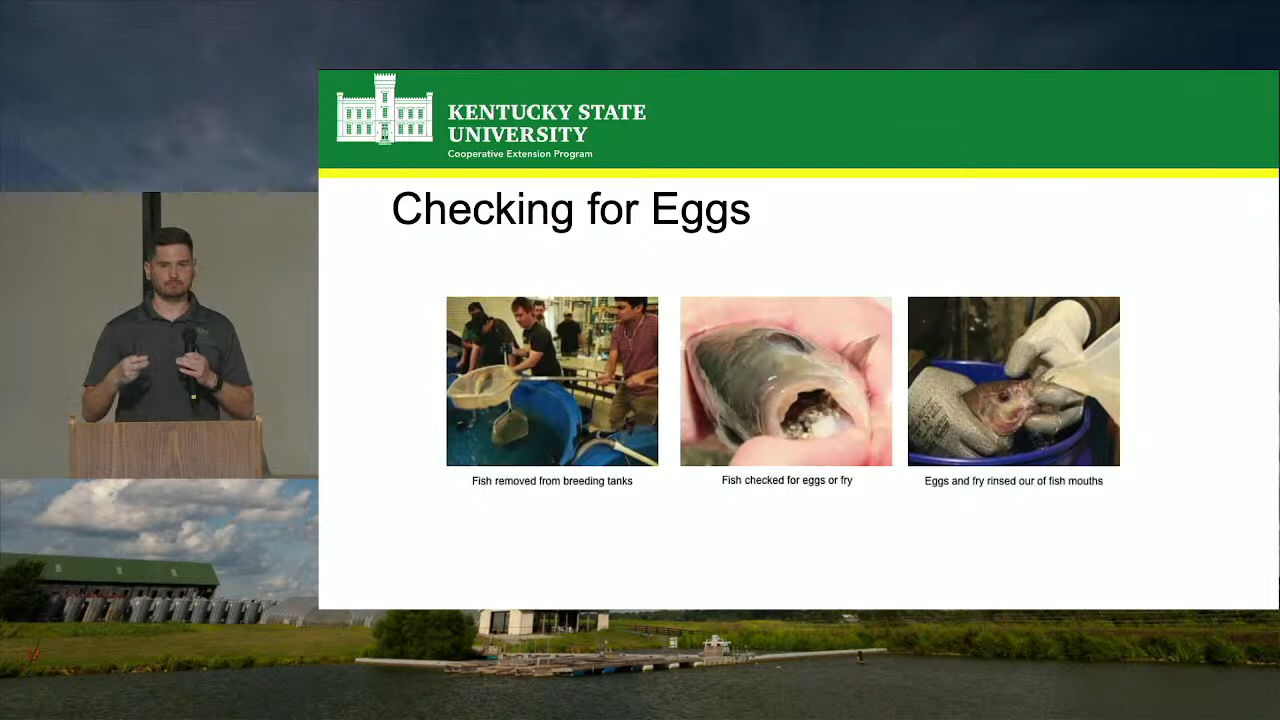 KENTUCKY STATE
UNIVERSITY
Cooperative Extension Program
Checking for Eggs
Fish removed from breeding tanks
Fish checked for eggs or fry
Eggs and fry rinsed our of fish mouths